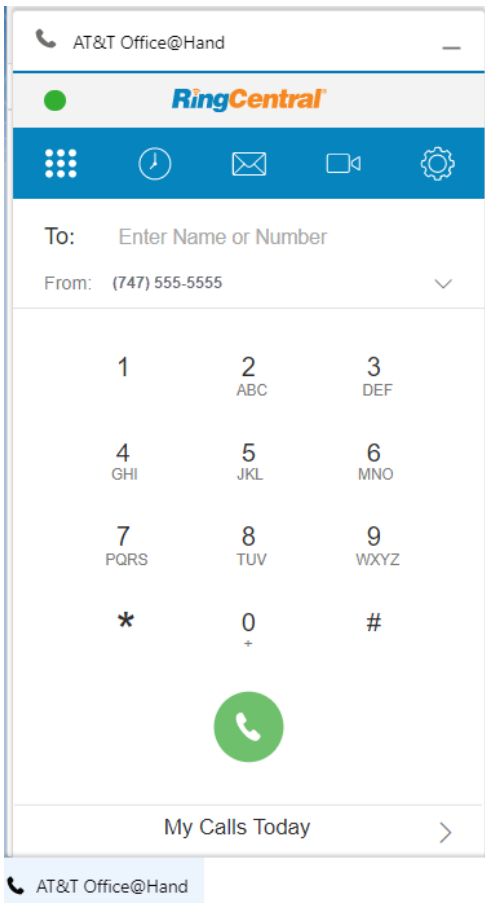 AT&T Office@Hand
RingCentral®
To: Enter Name or Number
From: (747) 555-5555
1 2 3
ABC DEF
4 5 6
GHI JKL MNO
7 8 9
PQRS TUV WXYZ
* 0 #
+
My Calls Today
AT&T Office@Hand